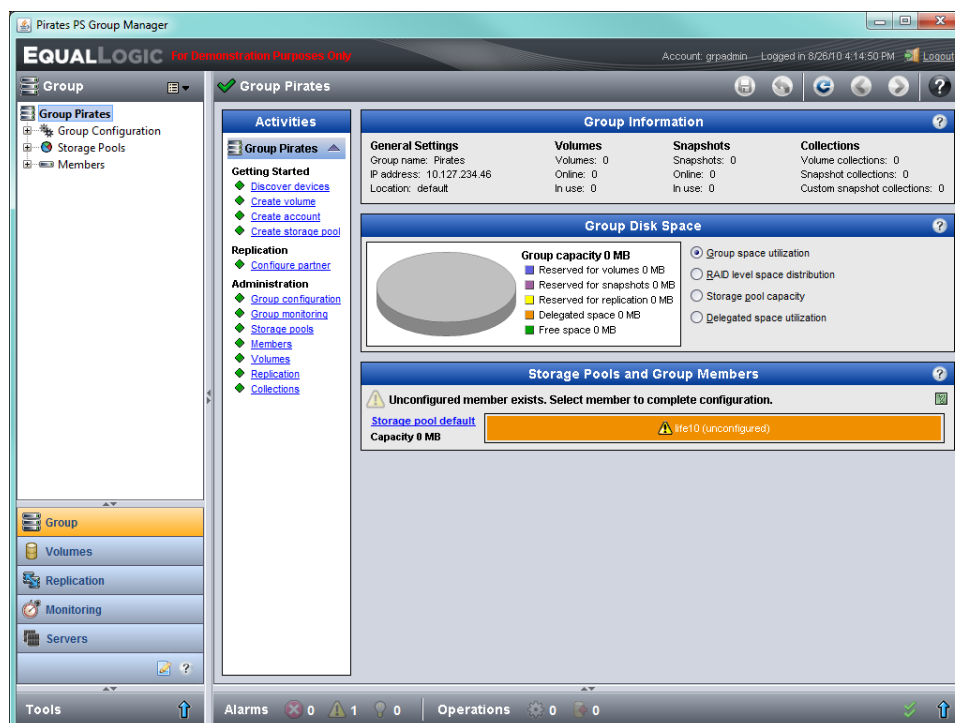 Pirates PS Group Manager
EQUALLOGIC For Demonstration Purposes Only
Account: grpadmin Logged in 8/26/10 4:14:50 PM Logout
Group
Group Pirates
Group Configuration
Storage Pools
Members
Group
Volumes
Replication
Monitoring
Servers
?
Tools
Group Pirates
?
Activities
Group Pirates
Getting Started
Discover devices
Create volume
Create account
Create storage pool
Replication
Configure partner
Administration
Group configuration
Group monitoring
Storage pools
Members
Volumes
Replication
Collections
Group Information ?
General Settings
Group name: Pirates
IP address: 10.127.234.46
Location: default
Volumes
Volumes: 0
Online: 0
In use: 0
Snapshots
Snapshots: 0
Online: 0
In use: 0
Collections
Volume collections: 0
Snapshot collections: 0
Custom snapshot collections: 0
Group Disk Space ?
Group capacity 0 MB
Reserved for volumes 0 MB
Reserved for snapshots 0 MB
Reserved for replication 0 MB
Delegated space 0 MB
Free space 0 MB
Group space utilization
RAID level space distribution
Storage pool capacity
Delegated space utilization
Storage Pools and Group Members ?
Unconfigured member exists. Select member to complete configuration. ?
Storage pool default
Capacity 0 MB
life10 (unconfigured)
Alarms 0 1 0 Operations 0 0